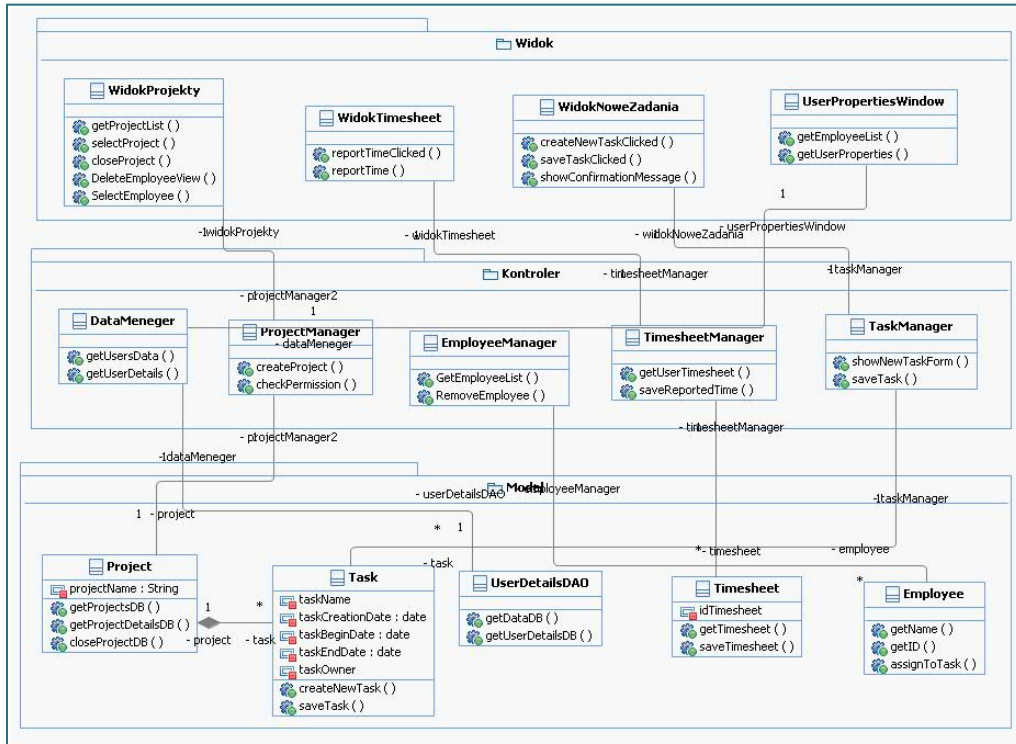 Widok
WidokProjekty
getProjectList ( )
selectProject ( )
closeProject ( )
DeleteEmployeeView ( )
SelectEmployee ( )
WidokTimesheet
reportTimeClicked ( )
reportTime ( )
WidokNoweZadania
createNewTaskClicked ( )
saveTaskClicked ( )
showConfirmationMessage ( )
UserPropertiesWindow
getEmployeeList ( )
getUserProperties ( )
1
- widokProjekty
- widokTimesheet
- widokNoweZadania
- userPropertiesWindow
Kontroler
- timesheetManager
- taskManager
- projectManager2
1
DataMeneger
getUsersData ( )
getUserDetails ( )
ProjectManager
- dataMeneger
createProject ( )
checkPermission ( )
EmployeeManager
GetEmployeeList ( )
RemoveEmployee ( )
TimesheetManager
getUserTimesheet ( )
saveReportedTime ( )
TaskManager
showNewTaskForm ( )
saveTask ( )
- projectManager2
- timesheetManager
- dataMeneger
Model
- userDetailsDAO
- employeeManager
- taskManager
1
- project
*
1
- task
*
- timesheet
- employee
*
Project
projectName : String
getProjectsDB ( )
getProjectDetailsDB ( )
closeProjectDB ( )
1
*
- project
- task
Task
taskName
taskCreationDate : date
taskBeginDate : date
taskEndDate : date
taskOwner
createNewTask ( )
saveTask ( )
UserDetailsDAO
getDataDB ( )
getUserDetailsDB ( )
Timesheet
idTimesheet
getTimesheet ( )
saveTimesheet ( )
Employee
getName ( )
getID ( )
assignToTask ( )